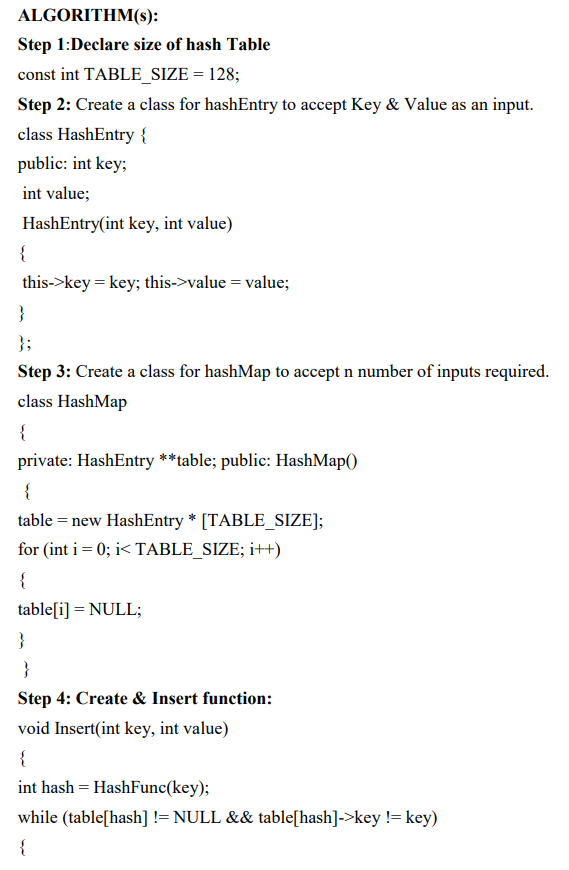 ALGORITHM(s):
Step 1:Declare size of hash Table
const int TABLE_SIZE = 128;
Step 2: Create a class for hashEntry to accept Key & Value as an input.
class HashEntry {
public: int key;
int value;
HashEntry(int key, int value)
{
this->key = key; this->value = value;
}
};
Step 3: Create a class for hashMap to accept n number of inputs required.
class HashMap
{
private: HashEntry **table; public: HashMap()
{
table = new HashEntry * [TABLE_SIZE];
for (int i = 0; i< TABLE_SIZE; i++)
{
table[i] = NULL;
}
}
Step 4: Create & Insert function:
void Insert(int key, int value)
{
int hash = HashFunc(key);
while (table[hash] != NULL && table[hash]->key != key)
{